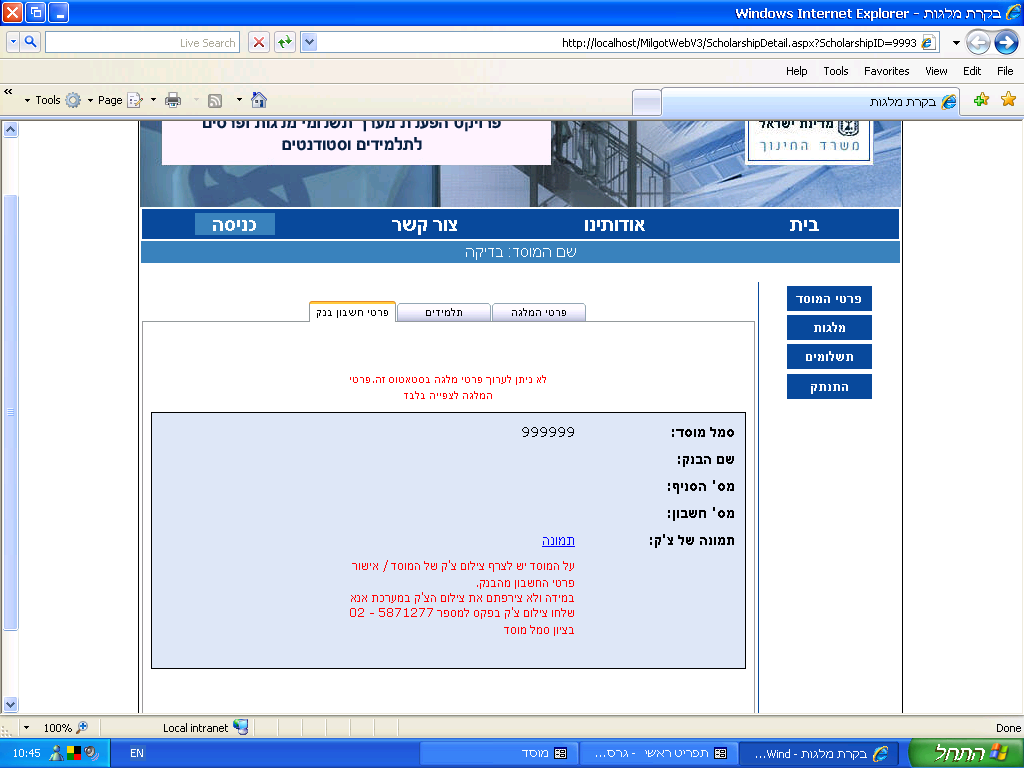 בקרת מלגות - Windows Internet Explorer
http://localhost/MilgotWebV3/ScholarshipDetail.aspx?ScholarshipID=9993
Live Search
File Edit View Favorites Tools Help
בקרת מלגות
Page Tools »
פרויקט הפעלת מערך תשלומי מלגות ופרסים
לתלמידים וסטודנטים
מדינת ישראל
משרד החינוך
בית אודותינו צור קשר כניסה
שם המוסד: בדיקה
פרטי המוסד
מלגות
תשלומים
התנתק
פרטי המלגה תלמידים פרטי חשבון בנק
לא ניתן לערוך פרטי מלגה בסטאטוס זה.פרטי
המלגה לצפייה בלבד
סמל מוסד: 999999
שם הבנק:
מס' הסניף:
מס' חשבון:
תמונה של צ'ק: תמונה
על המוסד יש לצרף צילום צ'ק של המוסד / אישור
פרטי החשבון מהבנק.
במידה ולא צירפתם את צילום הצ'ק במערכת אנא
שלחו צילום צ'ק בפקס למספר 5871277 - 02
בציון סמל מוסד
Done Local intranet 100%
התחל בקרת מלגות - Wind... תפריט ראשי - גרס... מוסד EN 10:45